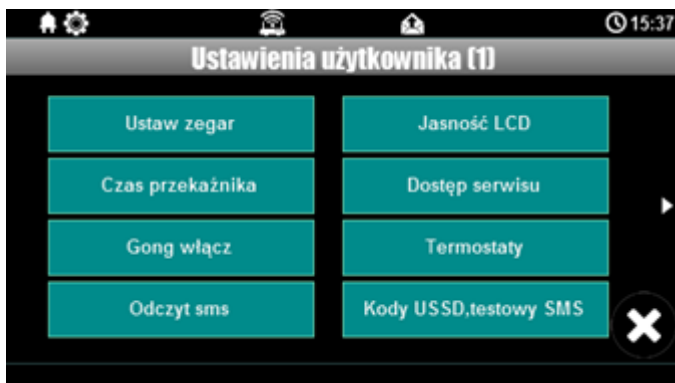 15:37
Ustawienia użytkownika (1)
Ustaw zegar
Jasność LCD
Czas przekaźnika
Dostęp serwisu
Gong włącz
Termostaty
Odczyt sms
Kody USSD,testowy SMS